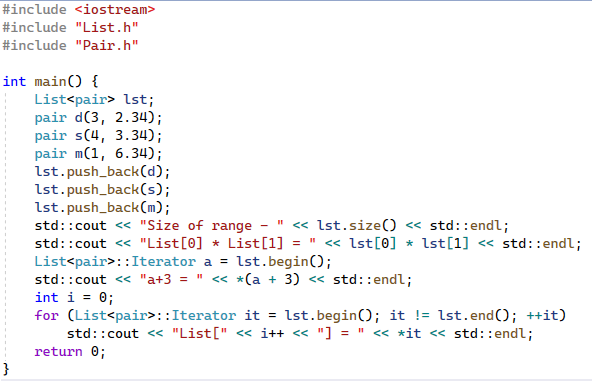 #include <iostream>
#include "List.h"
#include "Pair.h"
int main() {
List<pair> lst;
pair d(3, 2.34);
pair s(4, 3.34);
pair m(1, 6.34);
lst.push_back(d);
lst.push_back(s);
lst.push_back(m);
std::cout << "Size of range - " << lst.size() << std::endl;
std::cout << "List[0] * List[1] = " << lst[0] * lst[1] << std::endl;
List<pair>::Iterator a = lst.begin();
std::cout << "a+3 = " << *(a + 3) << std::endl;
int i = 0;
for (List<pair>::Iterator it = lst.begin(); it != lst.end(); ++it)
std::cout << "List[" << i++ << "] = " << *it << std::endl;
return 0;
}